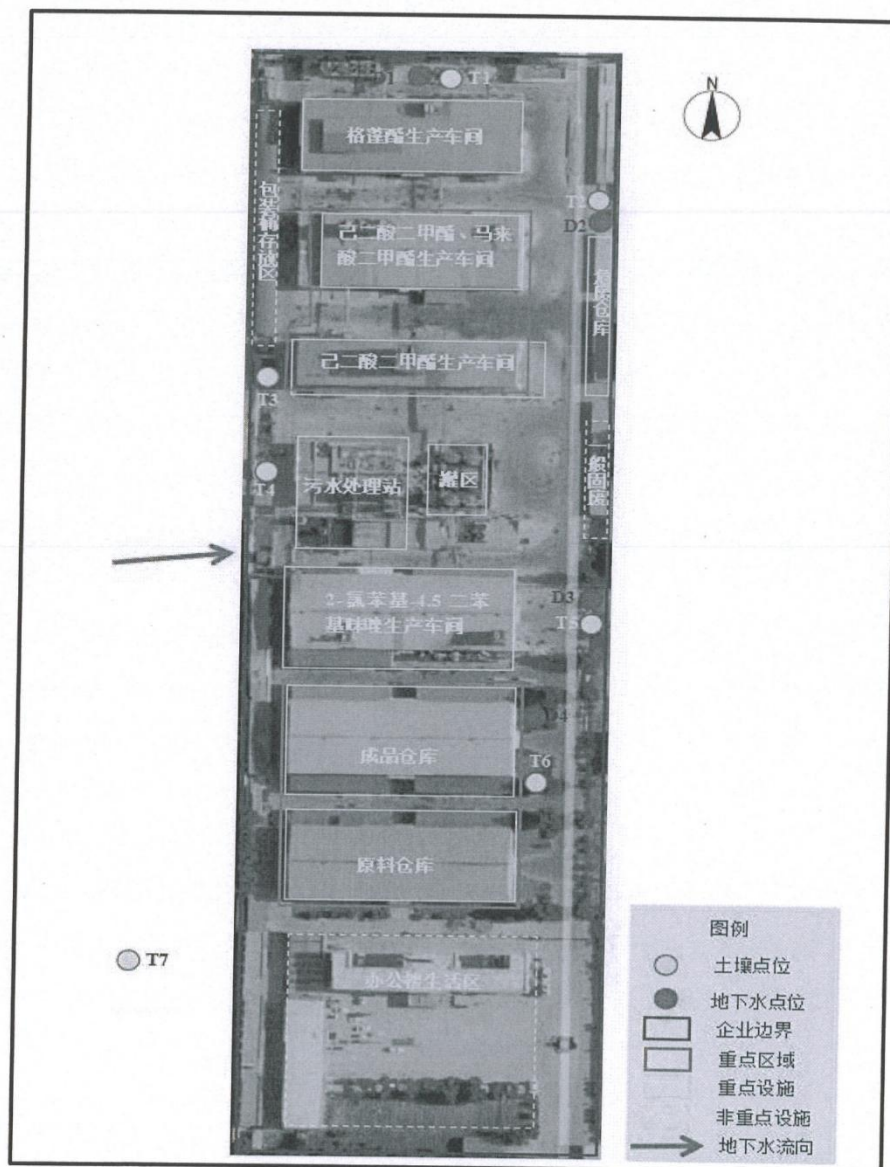 N
T1
格蓬酯生产车间
包装桶存放区
T2
D2
己二酸二甲酯、马来
酸二甲酯生产车间
危废仓库
己二酸二甲酯生产车间
T3
T4
污水处理站
罐区
一般固废
2-氯苯基-4.5 二苯
基咪唑生产车间
D3
T5
D4
成品仓库
T6
原料仓库
T7
图例
土壤点位
地下水点位
企业边界
重点区域
重点设施
非重点设施
地下水流向